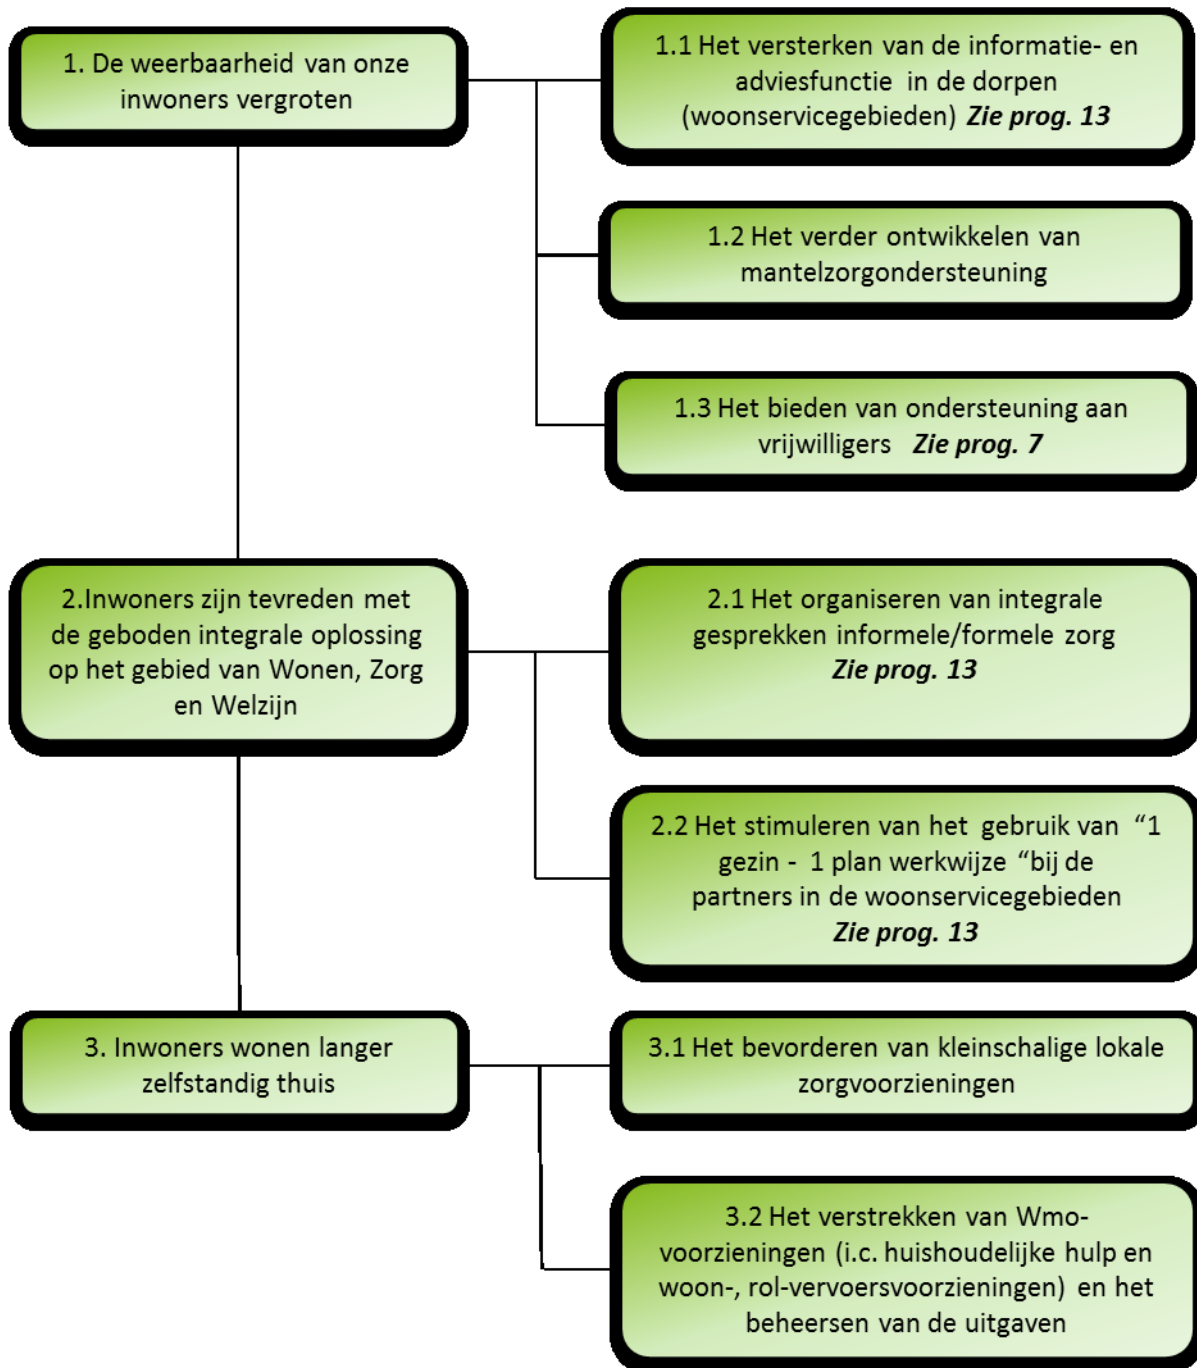 1. De weerbaarheid van onze
inwoners vergroten
1.1 Het versterken van de informatie- en
adviesfunctie in de dorpen
(woonservicegebieden) Zie prog. 13
1.2 Het verder ontwikkelen van
mantelzorgondersteuning
1.3 Het bieden van ondersteuning aan
vrijwilligers Zie prog. 7
2.Inwoners zijn tevreden met
de geboden integrale oplossing
op het gebied van Wonen, Zorg
en Welzijn
2.1 Het organiseren van integrale
gesprekken informele/formele zorg
Zie prog. 13
2.2 Het stimuleren van het gebruik van “1
gezin - 1 plan werkwijze “bij de
partners in de woonservicegebieden
Zie prog. 13
3. Inwoners wonen langer
zelfstandig thuis
3.1 Het bevorderen van kleinschalige lokale
zorgvoorzieningen
3.2 Het verstrekken van Wmo-
voorzieningen (i.c. huishoudelijke hulp en
woon-, rol-vervoersvoorzieningen) en het
beheersen van de uitgaven